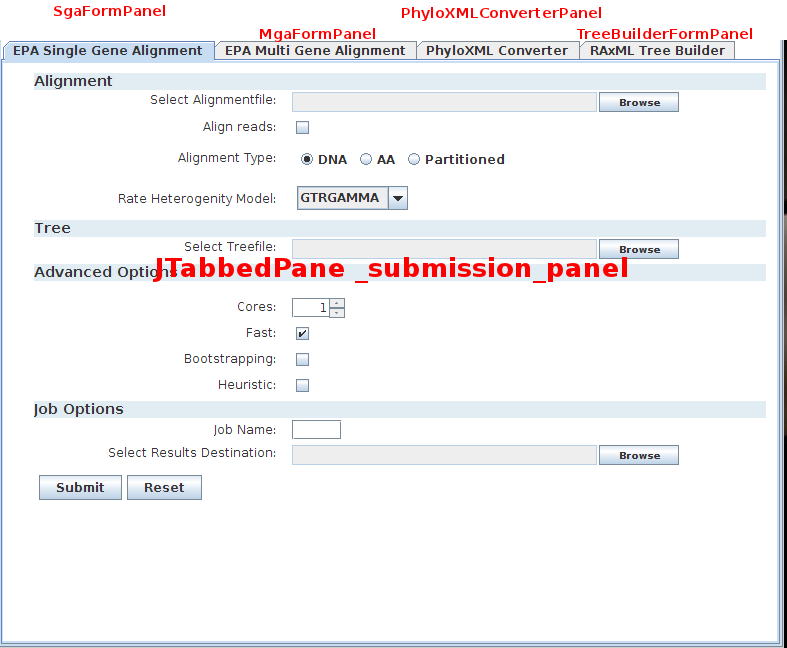 SgaFormPanel
PhyloXMLConverterPanel
MgaFormPanel
TreeBuilderFormPanel
EPA Single Gene Alignment
EPA Multi Gene Alignment
PhyloXML Converter
RAxML Tree Builder
Alignment
Select Alignmentfile:
Browse
Align reads:
Alignment Type:
DNA
AA
Partitioned
Rate Heterogenity Model:
GTRGAMMA
Tree
Select Treefile:
Browse
JTabbedPane _submission_panel
Advanced Options
Cores:
1
Fast:
Bootstrapping:
Heuristic:
Job Options
Job Name:
Select Results Destination:
Browse
Submit
Reset